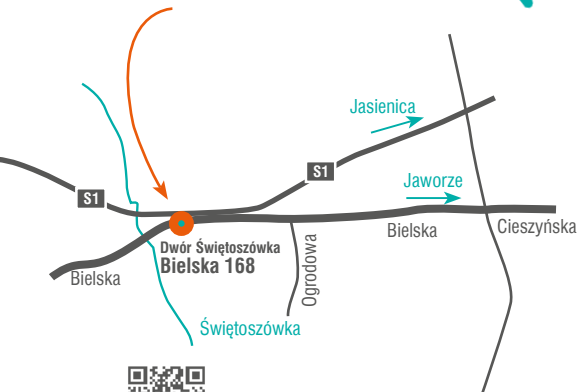 Jasienica
S1
Jaworze
S1
Cieszyńska
Bielska
Dwór Świętoszówka
Bielska 168
Ogrodowa
Bielska
Świętoszówka